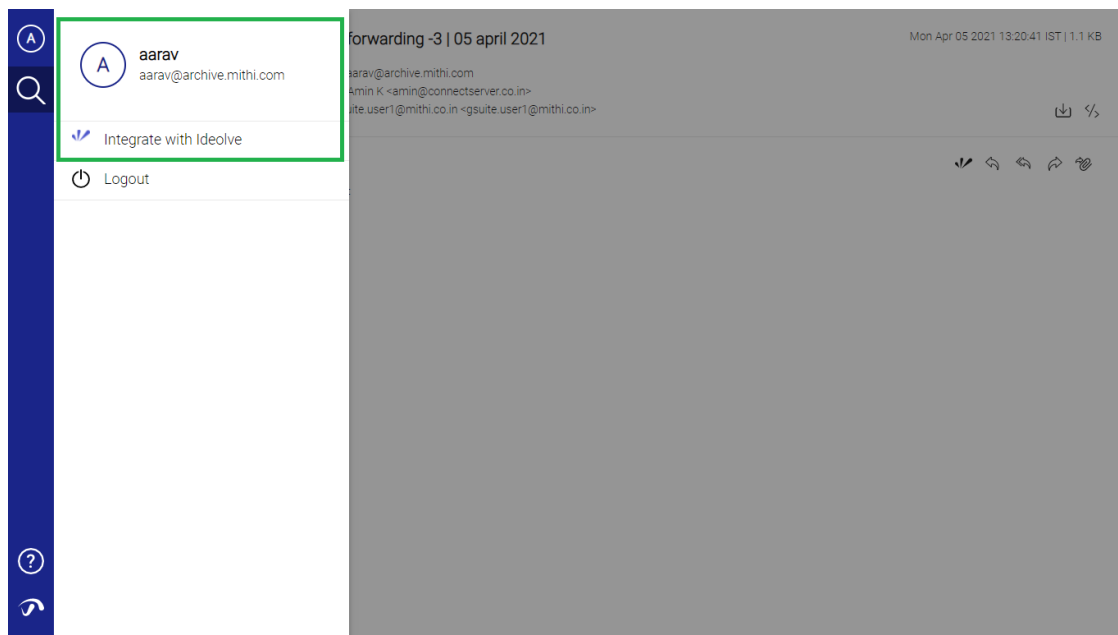 A
A
aarav
aarav@archive.mithi.com
Integrate with Ideolve
Logout
forwarding -3 | 05 april 2021
Mon Apr 05 2021 13:20:41 IST | 1.1 KB
aarav@archive.mithi.com
Amin K <amin@connectserver.co.in>
uite.user1@mithi.co.in <gsuite.user1@mithi.co.in>
?